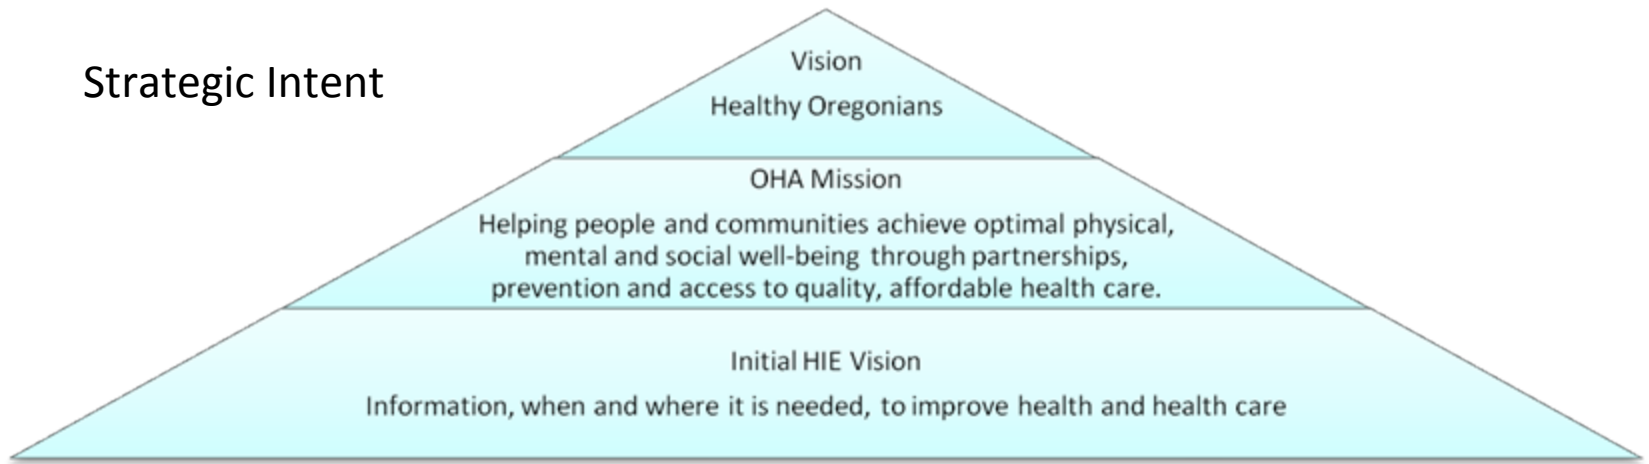 Strategic Intent
Vision
Healthy Oregonians
OHA Mission
Helping people and communities achieve optimal physical,
mental and social well-being through partnerships,
prevention and access to quality, affordable health care.
Initial HIE Vision
Information, when and where it is needed, to improve health and health care